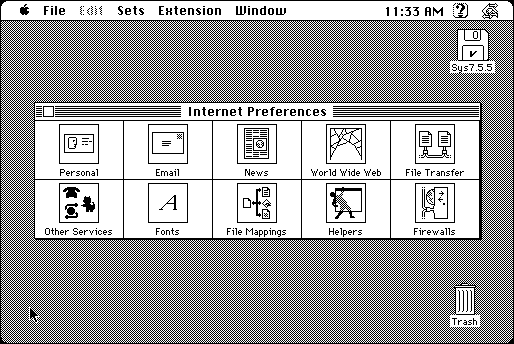 File Edit Sets Extension Window 11:33 AM
Sys7.5.5
Internet Preferences
Personal Email News World Wide Web File Transfer
Other Services Fonts File Mappings Helpers Firewalls
Trash